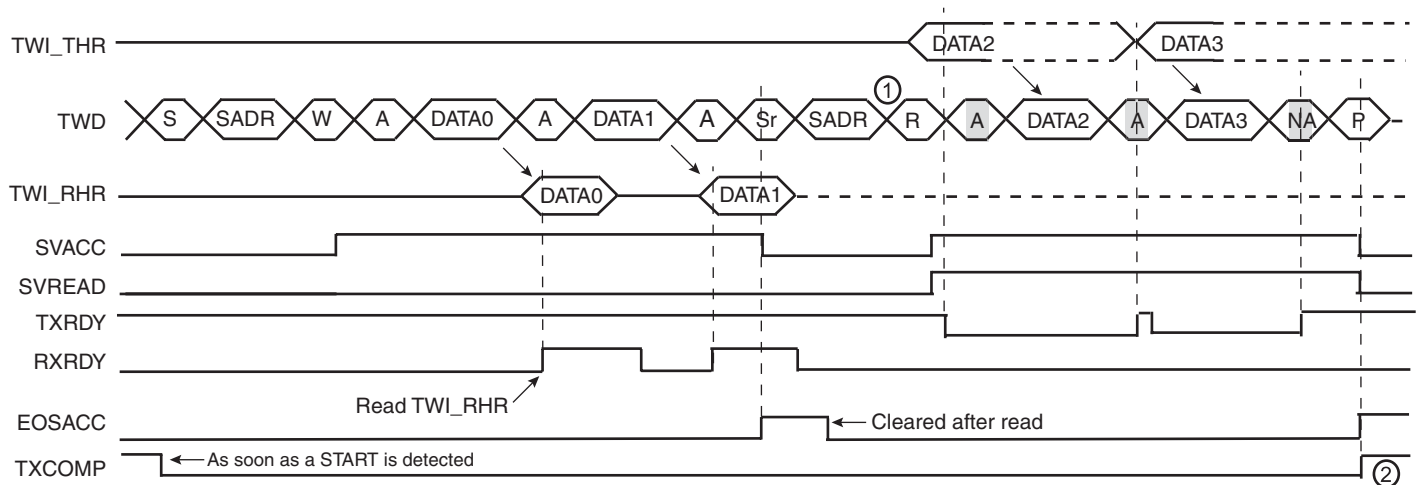 TWI_THR DATA2 DATA3
①
TWD S SADR W A DATA0 A DATA1 A Sr SADR R A DATA2 A DATA3 NA P
TWI_RHR DATA0 DATA1
SVACC
SVREAD
TXRDY
RXRDY
Read TWI_RHR
EOSACC Cleared after read
As soon as a START is detected
TXCOMP ②